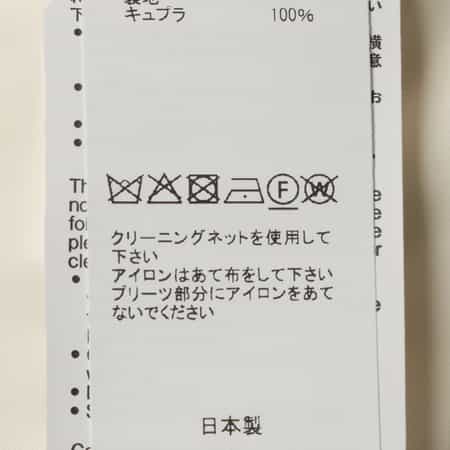 キュプラ 100%
F W
クリーニングネットを使用して
下さい
アイロンはあて布をして下さい
プリーツ部分にアイロンをあて
ないでください
日本製